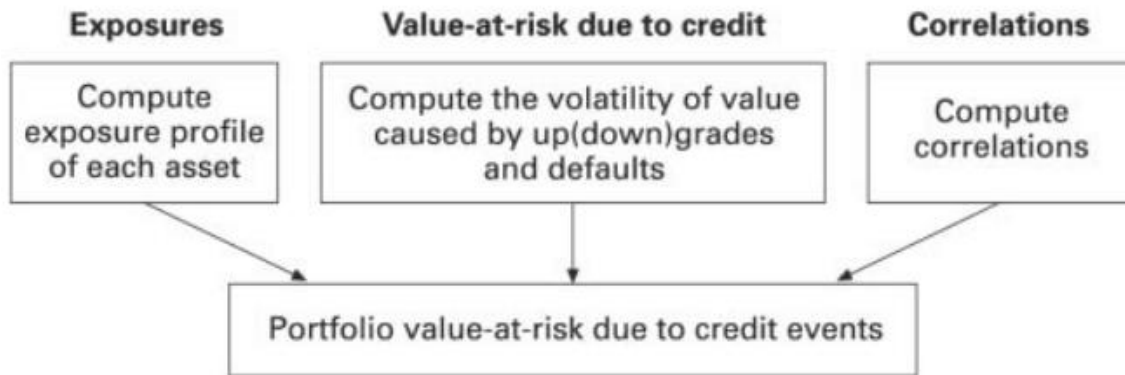 Exposures
Compute
exposure profile
of each asset
Value-at-risk due to credit
Compute the volatility of value
caused by up(down)grades
and defaults
Correlations
Compute
correlations
Portfolio value-at-risk due to credit events